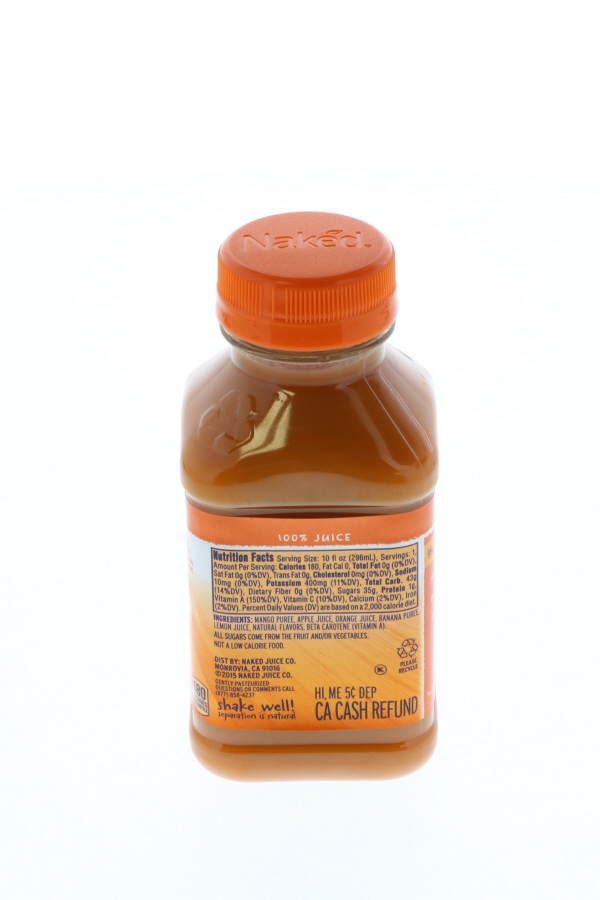 Naked.
100% JUICE
Nutrition Facts Serving Size: 10 fl oz (296mL), Servings: 1,
Amount Per Serving: Calories 180, Fat Cal 0, Total Fat 0g (0%DV),
Sat Fat 0g (0%DV), Trans Fat 0g, Cholesterol 0mg (0%DV), Sodium
10mg (0%DV), Potassium 400mg (11%DV), Total Carb. 43g
(14%DV), Dietary Fiber 0g (0%DV), Sugars 35g, Protein 1g,
Vitamin A (150%DV), Vitamin C (10%DV), Calcium (2%DV), Iron
(2%DV). Percent Daily Values (DV) are based on a 2,000 calorie diet.
INGREDIENTS: MANGO PUREE, APPLE JUICE, ORANGE JUICE, BANANA PUREE,
LEMON JUICE, NATURAL FLAVORS, BETA CAROTENE (VITAMIN A).
ALL SUGARS COME FROM THE FRUIT AND/OR VEGETABLES.
NOT A LOW CALORIE FOOD.
DIST BY: NAKED JUICE CO.
MONROVIA, CA 91016
©2015 NAKED JUICE CO.
GENTLY PASTEURIZED
QUESTIONS OR COMMENTS CALL
(877) 858-4237
K
PLEASE
RECYCLE
180
shake well!
separation is natural
HI, ME 5¢ DEP
CA CASH REFUND